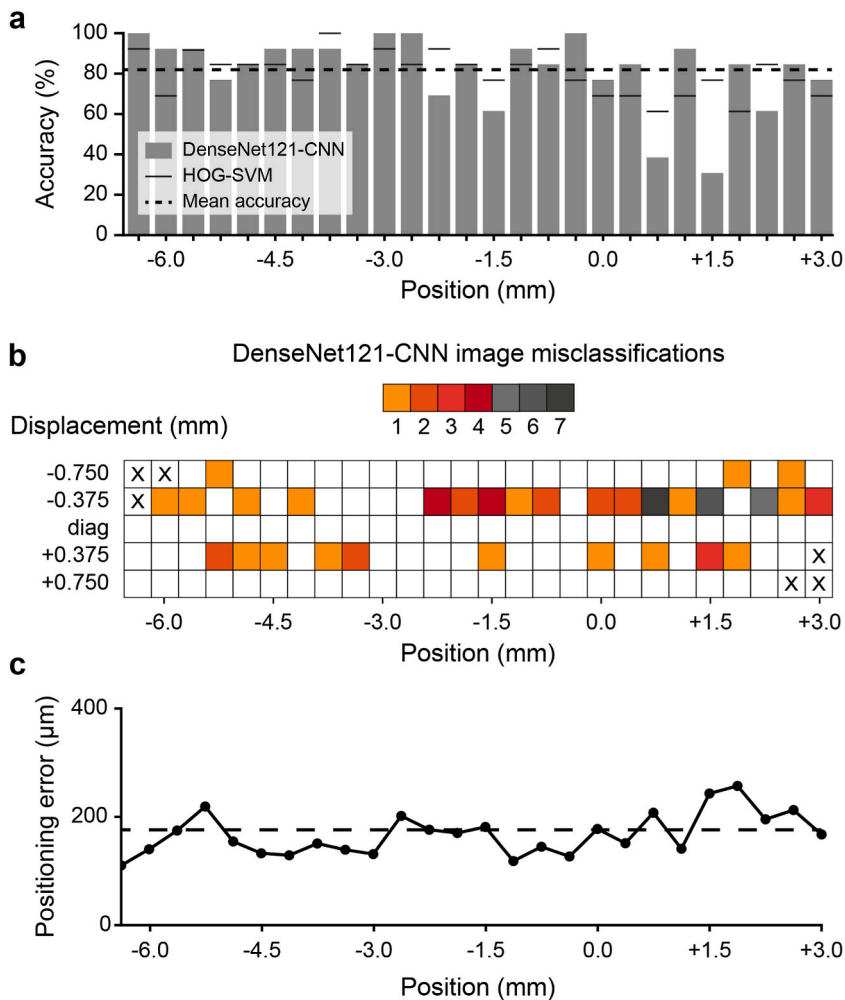 a
100
80
60
40
20
0
Accuracy (%)
DenseNet121-CNN
HOG-SVM
Mean accuracy
-6.0 -4.5 -3.0 -1.5 0.0 +1.5 +3.0
Position (mm)
b
DenseNet121-CNN image misclassifications
1 2 3 4 5 6 7
Displacement (mm)
-0.750 X X
-0.375 X
diag
+0.375 X
+0.750 X X
-6.0 -4.5 -3.0 -1.5 0.0 +1.5 +3.0
Position (mm)
c
400
200
0
Positioning error (µm)
-6.0 -4.5 -3.0 -1.5 0.0 +1.5 +3.0
Position (mm)